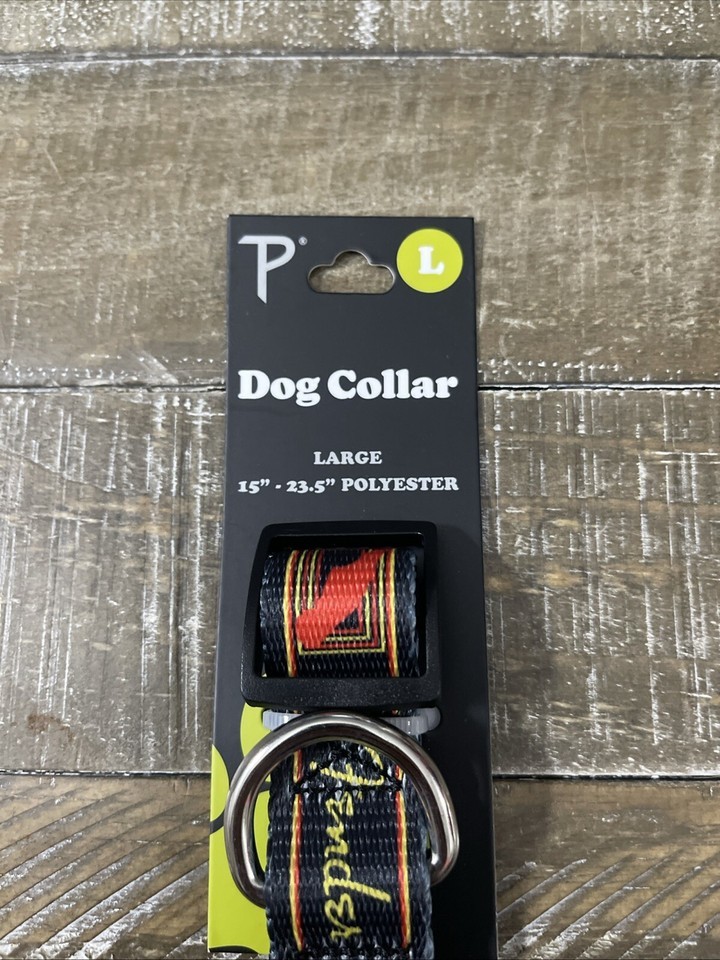 P®
L
Dog Collar
LARGE
15” - 23.5” POLYESTER